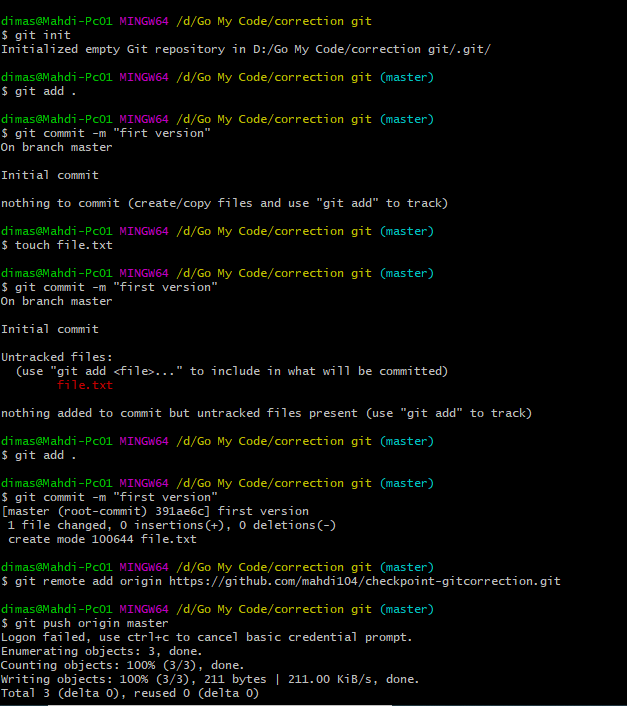 dimas@Mahdi-Pc01 MINGW64 /d/Go My Code/correction git
$ git init
Initialized empty Git repository in D:/Go My Code/correction git/.git/
dimas@Mahdi-Pc01 MINGW64 /d/Go My Code/correction git (master)
$ git add .
dimas@Mahdi-Pc01 MINGW64 /d/Go My Code/correction git (master)
$ git commit -m "firt version"
On branch master
Initial commit
nothing to commit (create/copy files and use "git add" to track)
dimas@Mahdi-Pc01 MINGW64 /d/Go My Code/correction git (master)
$ touch file.txt
dimas@Mahdi-Pc01 MINGW64 /d/Go My Code/correction git (master)
$ git commit -m "first version"
On branch master
Initial commit
Untracked files:
  (use "git add <file>..." to include in what will be committed)
        file.txt
nothing added to commit but untracked files present (use "git add" to track)
dimas@Mahdi-Pc01 MINGW64 /d/Go My Code/correction git (master)
$ git add .
dimas@Mahdi-Pc01 MINGW64 /d/Go My Code/correction git (master)
$ git commit -m "first version"
[master (root-commit) 391ae6c] first version
 1 file changed, 0 insertions(+), 0 deletions(-)
 create mode 100644 file.txt
dimas@Mahdi-Pc01 MINGW64 /d/Go My Code/correction git (master)
$ git remote add origin https://github.com/mahdi104/checkpoint-gitcorrection.git
dimas@Mahdi-Pc01 MINGW64 /d/Go My Code/correction git (master)
$ git push origin master
Logon failed, use ctrl+c to cancel basic credential prompt.
Enumerating objects: 3, done.
Counting objects: 100% (3/3), done.
Writing objects: 100% (3/3), 211 bytes | 211.00 KiB/s, done.
Total 3 (delta 0), reused 0 (delta 0)